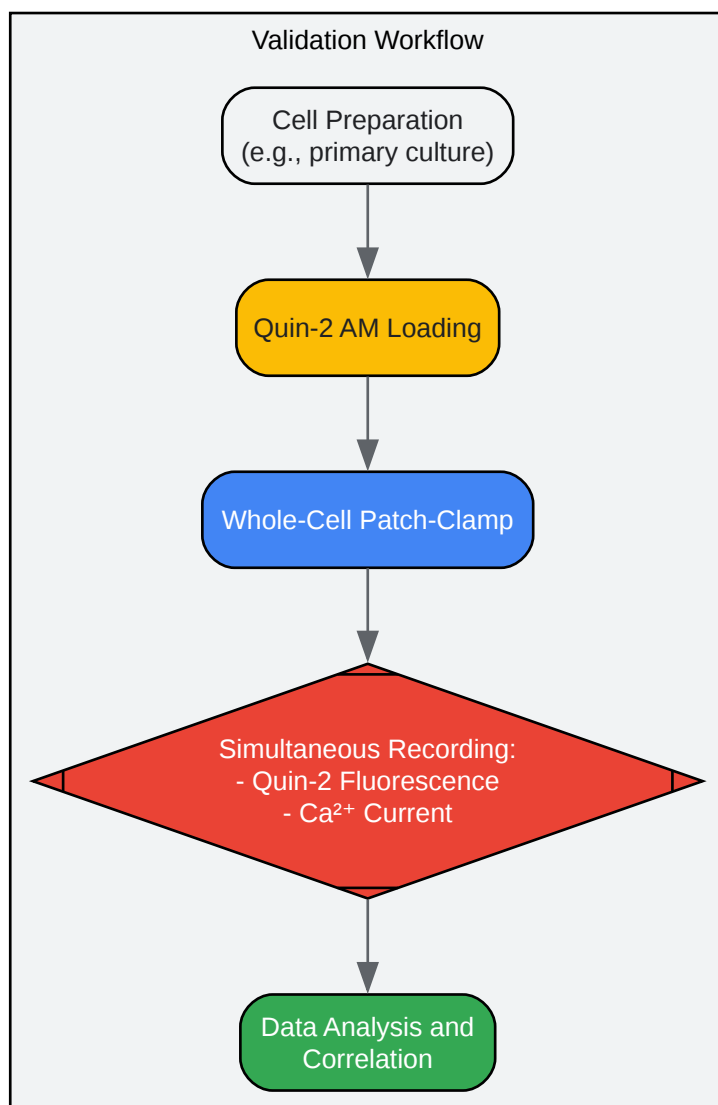 Validation Workflow
Cell Preparation
(e.g., primary culture)
Quin-2 AM Loading
Whole-Cell Patch-Clamp
Simultaneous Recording:
- Quin-2 Fluorescence
- Ca²⁺ Current
Data Analysis and
Correlation